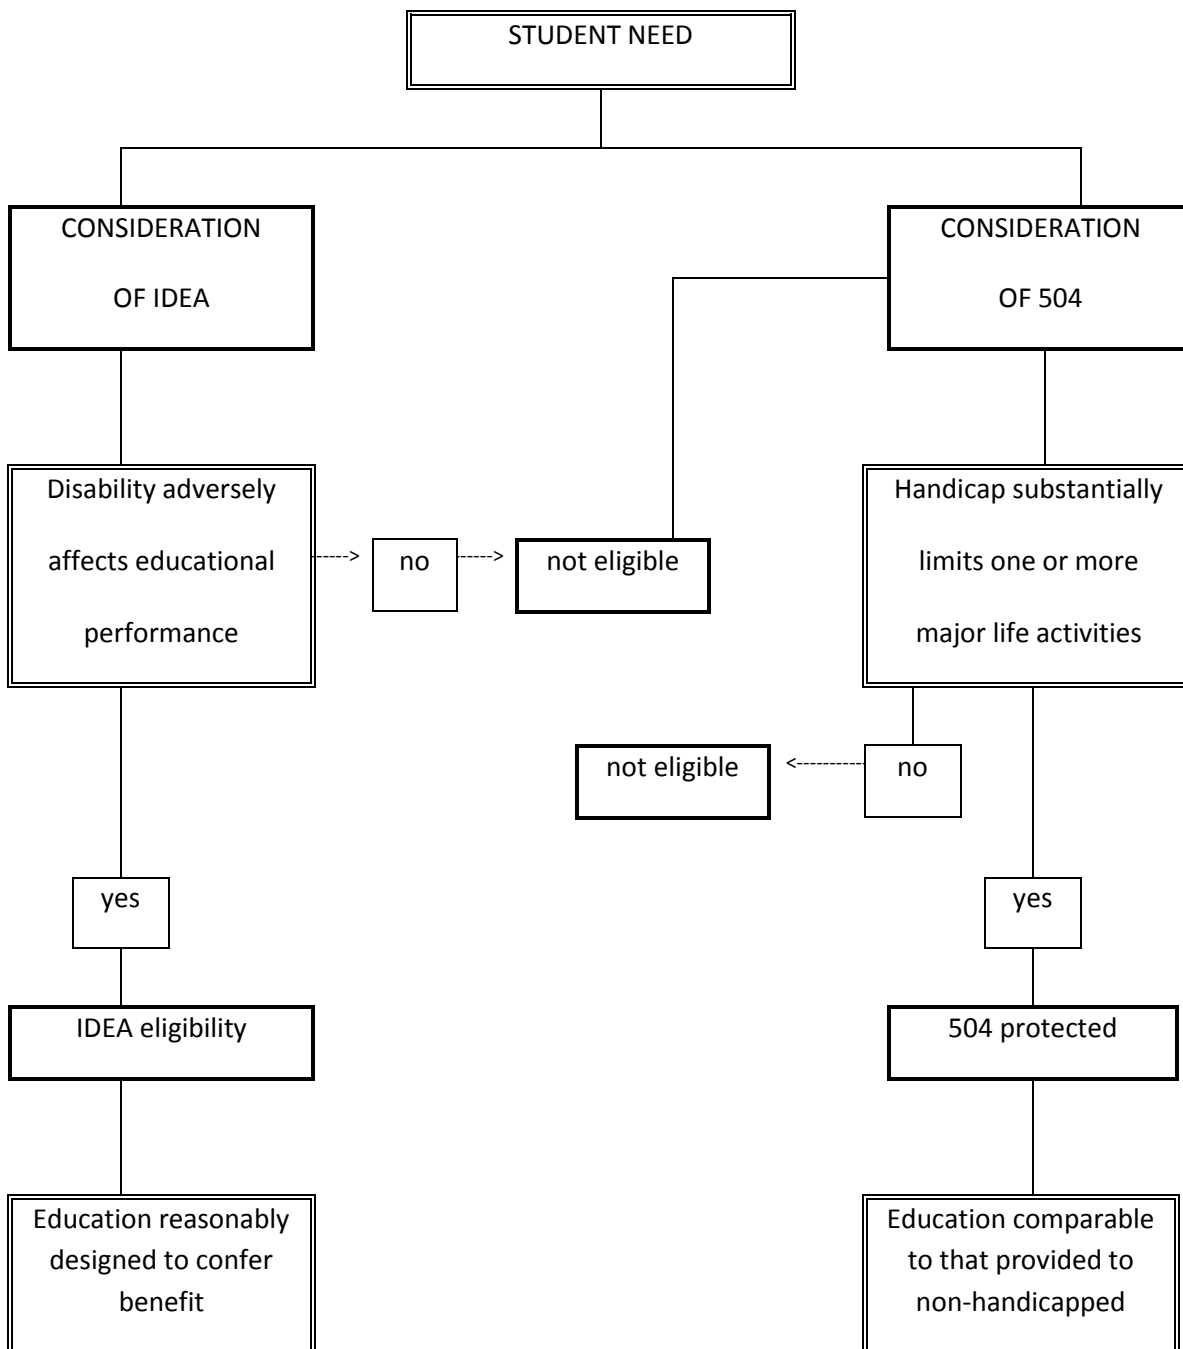 STUDENT NEED
CONSIDERATION
OF IDEA
CONSIDERATION
OF 504
Disability adversely
affects educational
performance
no
not eligible
Handicap substantially
limits one or more
major life activities
not eligible
no
yes
yes
IDEA eligibility
504 protected
Education reasonably
designed to confer
benefit
Education comparable
to that provided to
non-handicapped